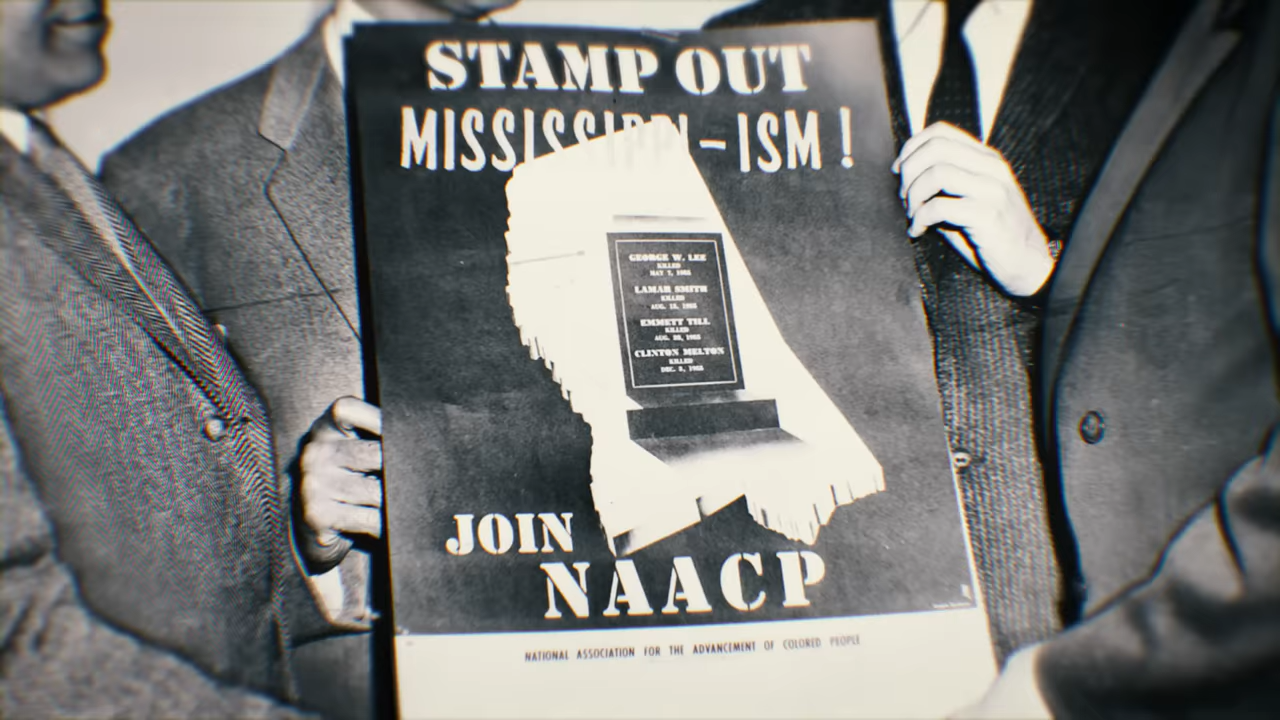 STAMP OUT
MISSISSIPPI-ISM!
GEORGE W. LEE
KILLED
MAY 7, 1955
LAMAR SMITH
KILLED
AUG. 13, 1955
EMMETT TILL
KILLED
AUG. 28, 1955
CLINTON MELTON
KILLED
DEC. 3, 1955
JOIN
NAACP
NATIONAL ASSOCIATION FOR THE ADVANCEMENT OF COLORED PEOPLE